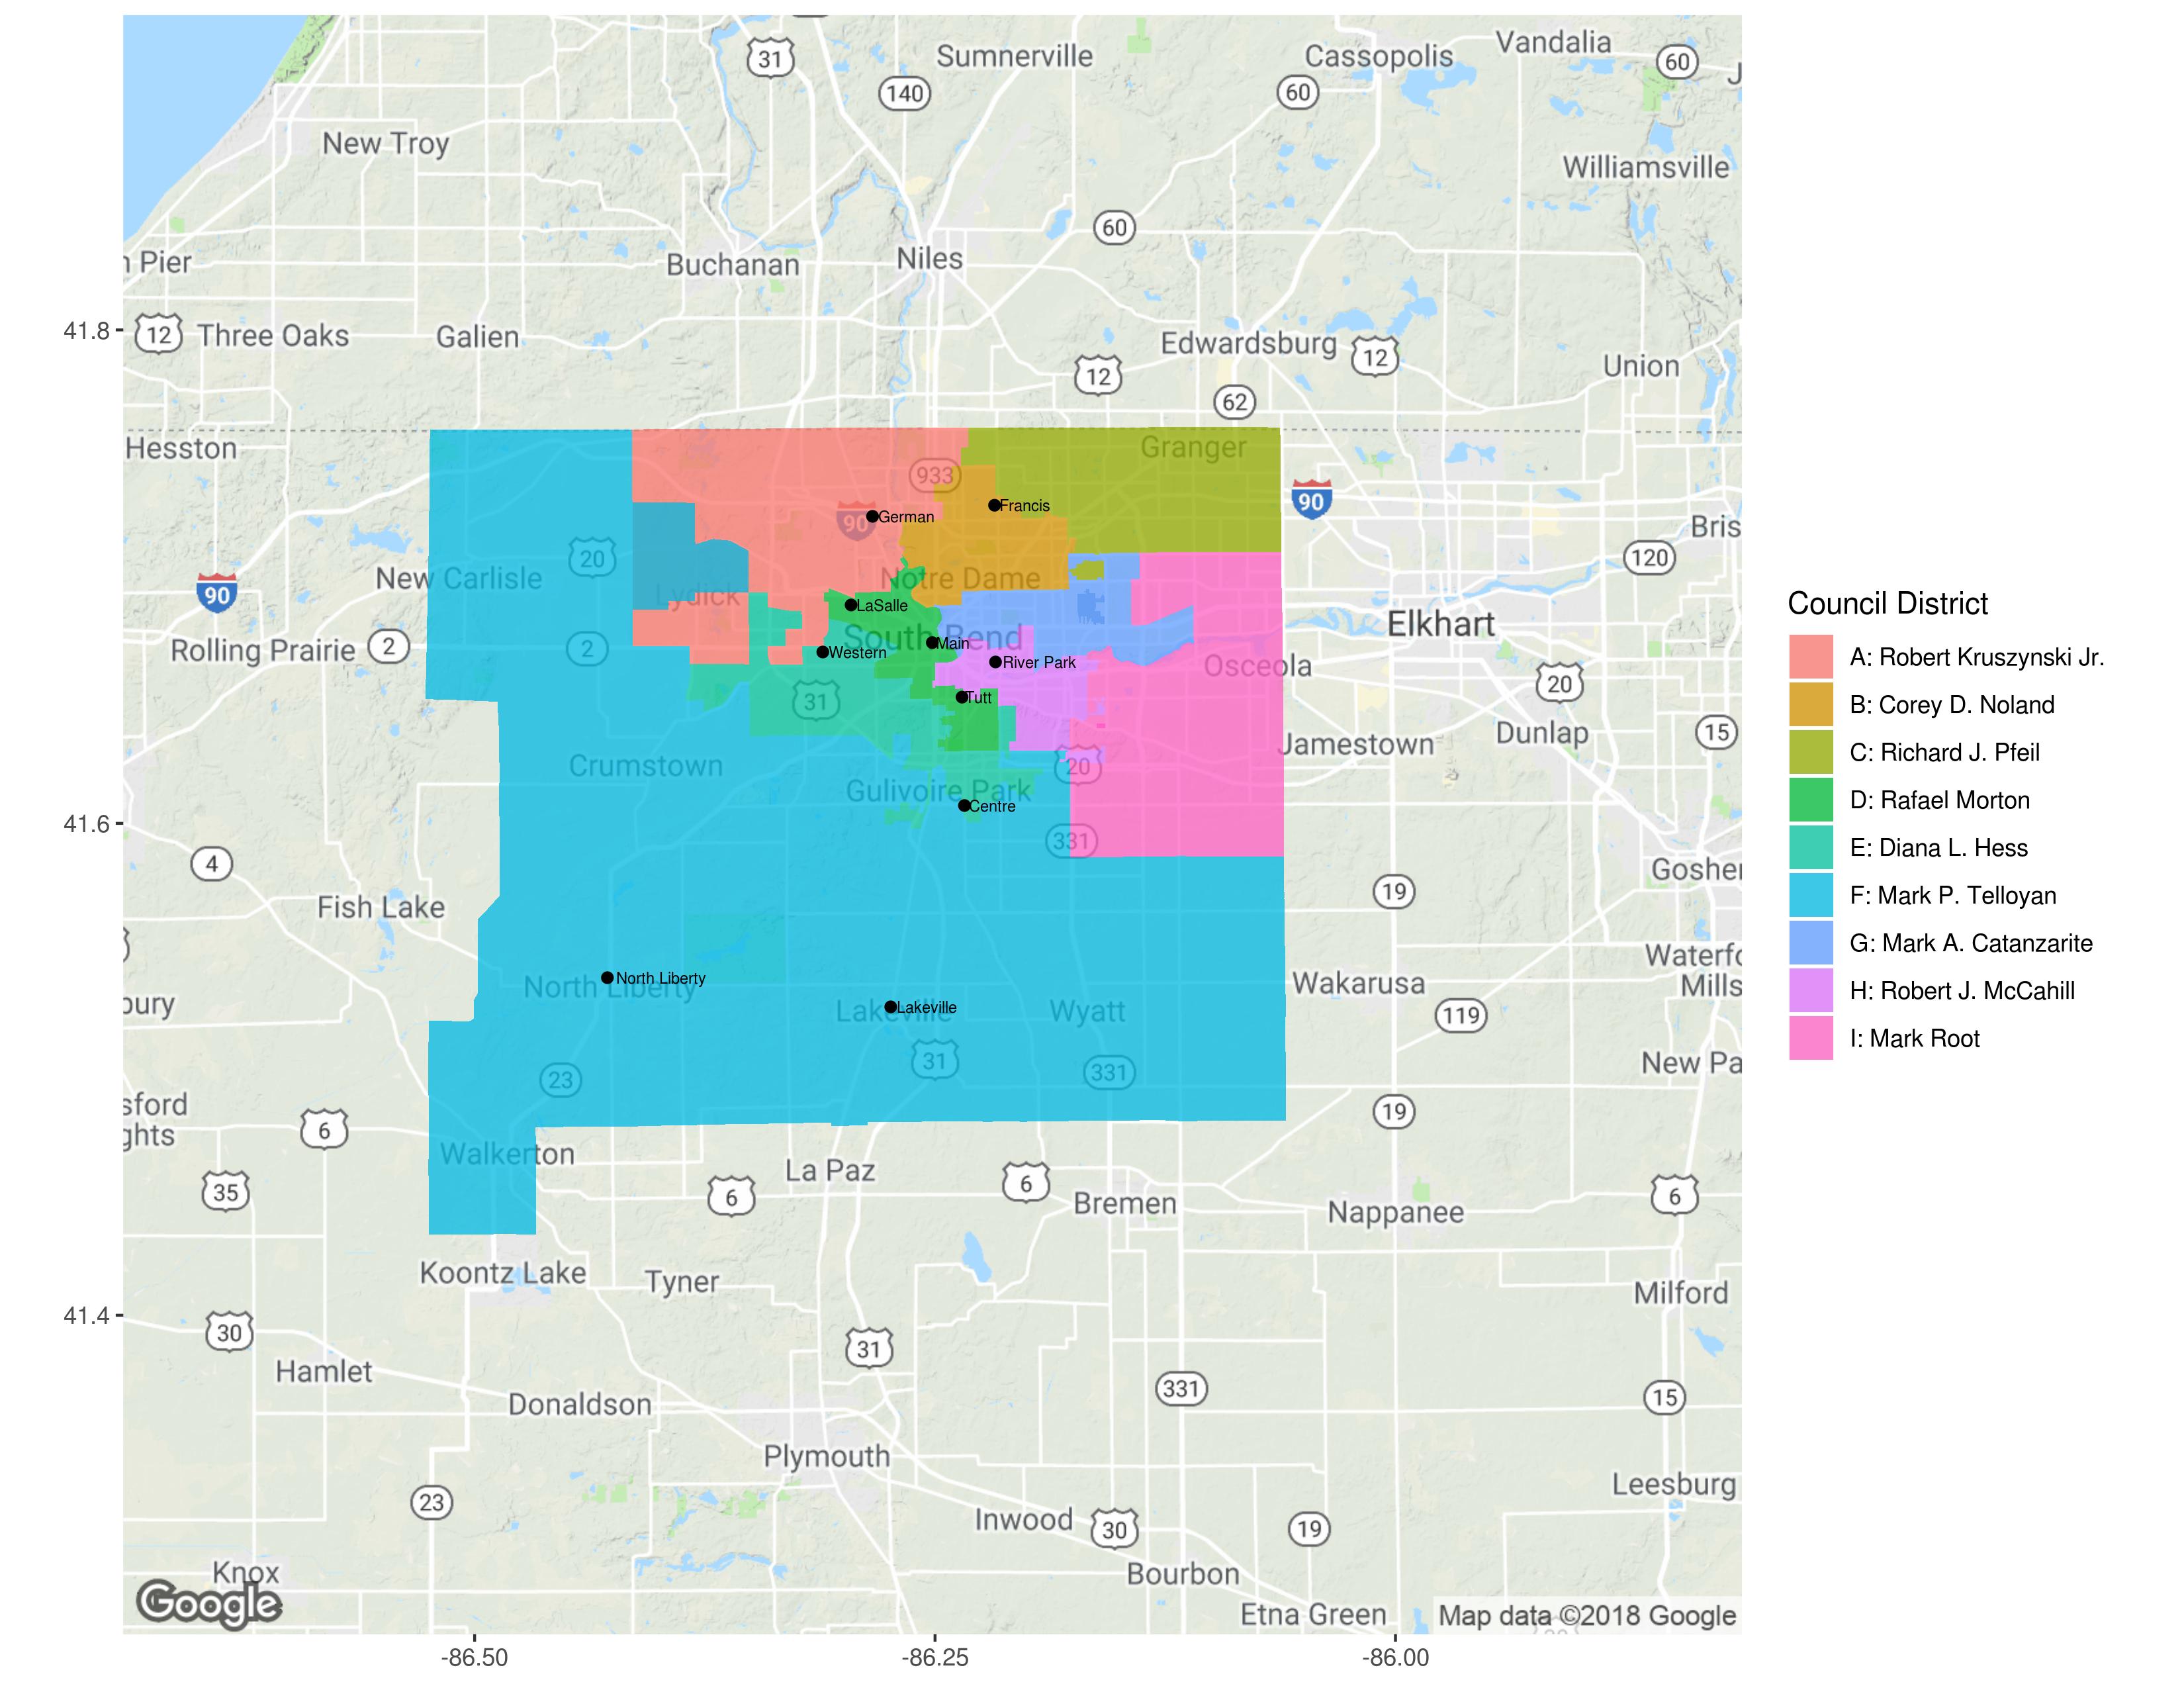 31
Sumnerville
Cassopolis
Vandalia
60
140
60
J
New Troy
Williamsville
60
n Pier
Buchanan
Niles
41.8
12
Three Oaks
Galien
Edwardsburg
12
12
Union
62
Hesston
Granger
933
90
90
German
Francis
Bris
20
120
New Carlisle
Notre Dame
90
Lydick
LaSalle
Elkhart
Rolling Prairie
2
2
South Bend
Main
Western
River Park
Osceola
20
31
Tutt
Jamestown
Dunlap
15
Crumstown
20
Gulivoire Park
Centre
41.6
4
331
Goshen
Fish Lake
19
North Liberty
North Liberty
Wakarusa
Waterfo
Mills
bury
Lakeville
Lakeville
Wyatt
119
31
331
23
New Pa
sford
ghts
6
19
Walkerton
La Paz
35
6
6
Bremen
Nappanee
6
Koontz Lake
Tyner
Milford
41.4
30
31
Hamlet
Donaldson
331
15
Plymouth
Leesburg
23
Inwood
30
19
Knox
Bourbon
Google
Etna Green
Map data ©2018 Google
-86.50
-86.25
-86.00
Council District
A: Robert Kruszynski Jr.
B: Corey D. Noland
C: Richard J. Pfeil
D: Rafael Morton
E: Diana L. Hess
F: Mark P. Telloyan
G: Mark A. Catanzarite
H: Robert J. McCahill
I: Mark Root